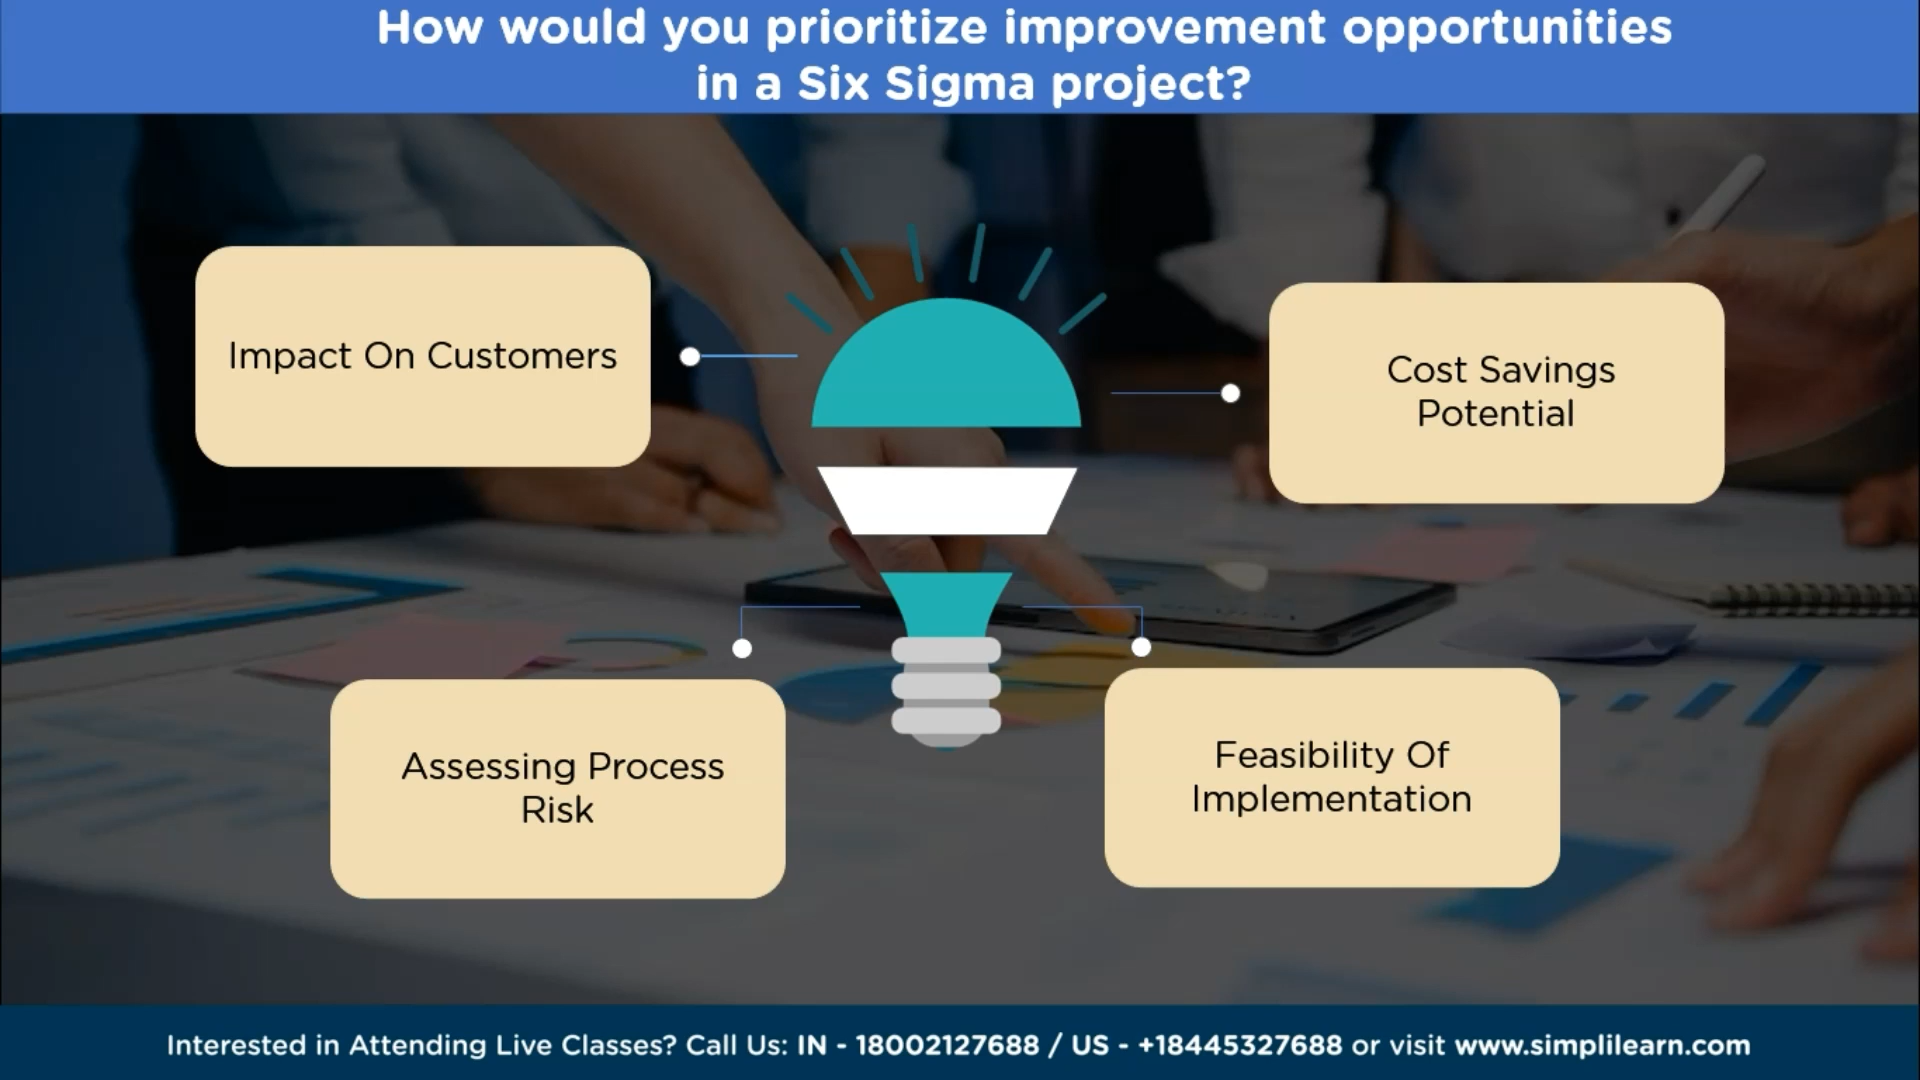 How would you prioritize improvement opportunities
in a Six Sigma project?
Impact On Customers
Cost Savings
Potential
Assessing Process
Risk
Feasibility Of
Implementation
Interested in Attending Live Classes? Call Us: IN - 18002127688 / US - +18445327688 or visit www.simplilearn.com